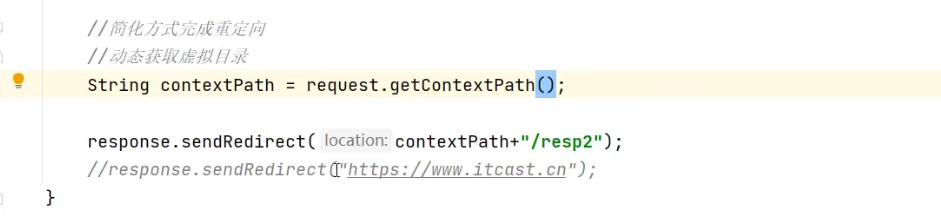 //简化方式完成重定向
//动态获取虚拟目录
String contextPath = request.getContextPath();
response.sendRedirect( location: contextPath+"/resp2");
//response.sendRedirect("https://www.itcast.cn");
}